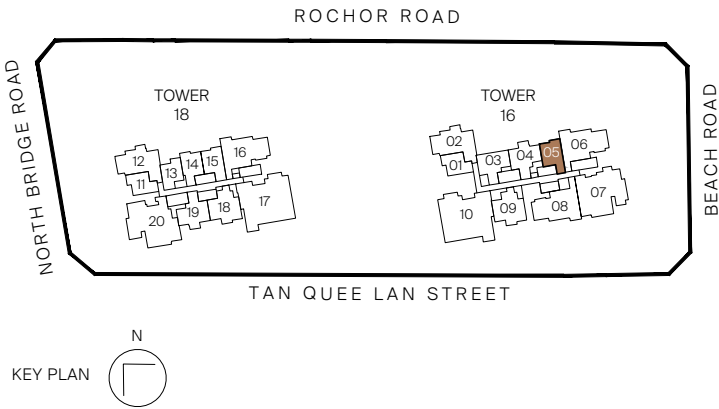 ROCHOR ROAD
NORTH BRIDGE ROAD
BEACH ROAD
TOWER
18
TOWER
16
12
11
13
14
15
16
20
19
18
17
02
01
03
04
05
06
10
09
08
07
TAN QUEE LAN STREET
N
KEY PLAN